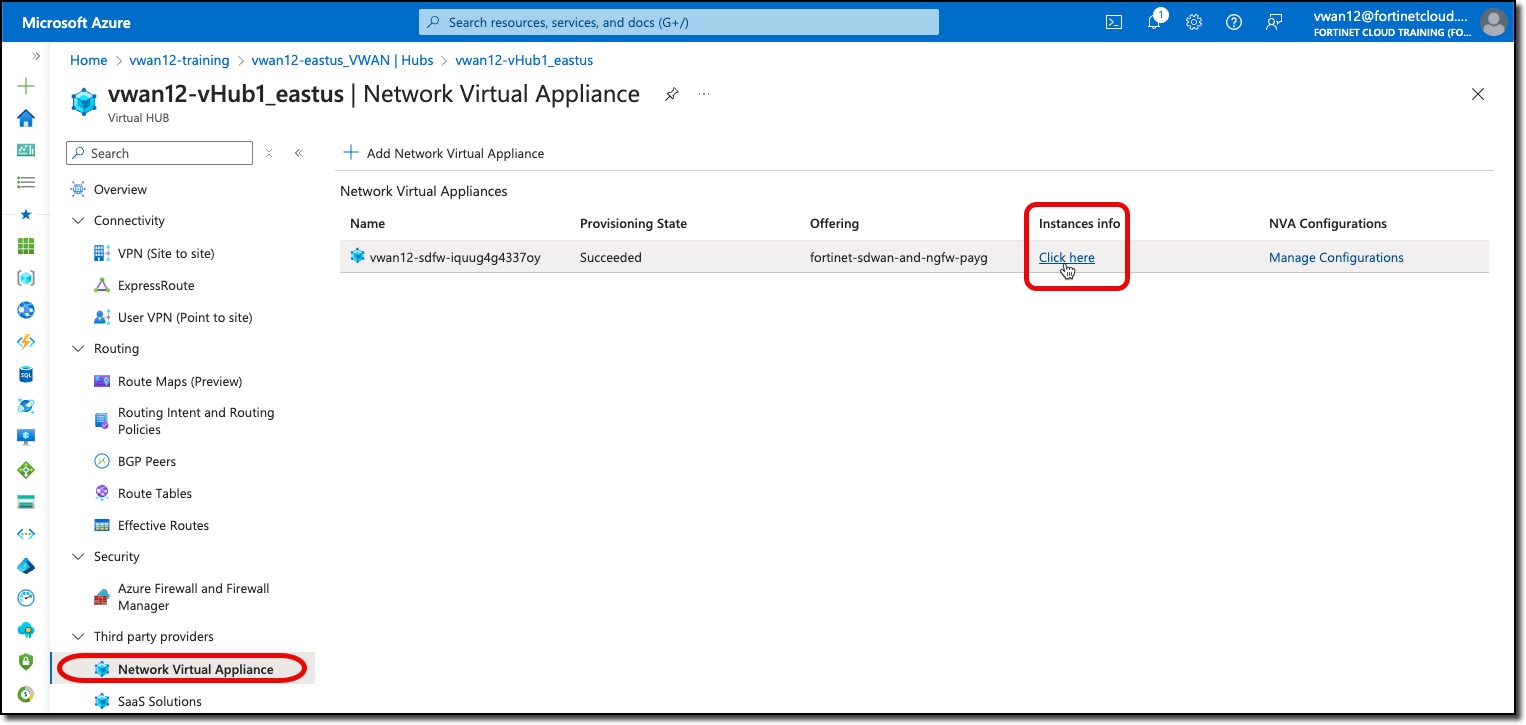 Microsoft Azure
Search resources, services, and docs (G+/)
1
vwan12@fortinetcloud....
FORTINET CLOUD TRAINING (FO...
Home > vwan12-training > vwan12-eastus_VWAN | Hubs > vwan12-vHub1_eastus
vwan12-vHub1_eastus | Network Virtual Appliance
...
Virtual HUB
Search
Add Network Virtual Appliance
Overview
Connectivity
VPN (Site to site)
ExpressRoute
User VPN (Point to site)
Routing
Route Maps (Preview)
Routing Intent and Routing
Policies
BGP Peers
Route Tables
Effective Routes
Security
Azure Firewall and Firewall
Manager
Third party providers
Network Virtual Appliance
SaaS Solutions
SQL
Network Virtual Appliances
Name Provisioning State Offering Instances info NVA Configurations
vwan12-sdfw-iquug4g4337oy Succeeded fortinet-sdwan-and-ngfw-payg Click here Manage Configurations